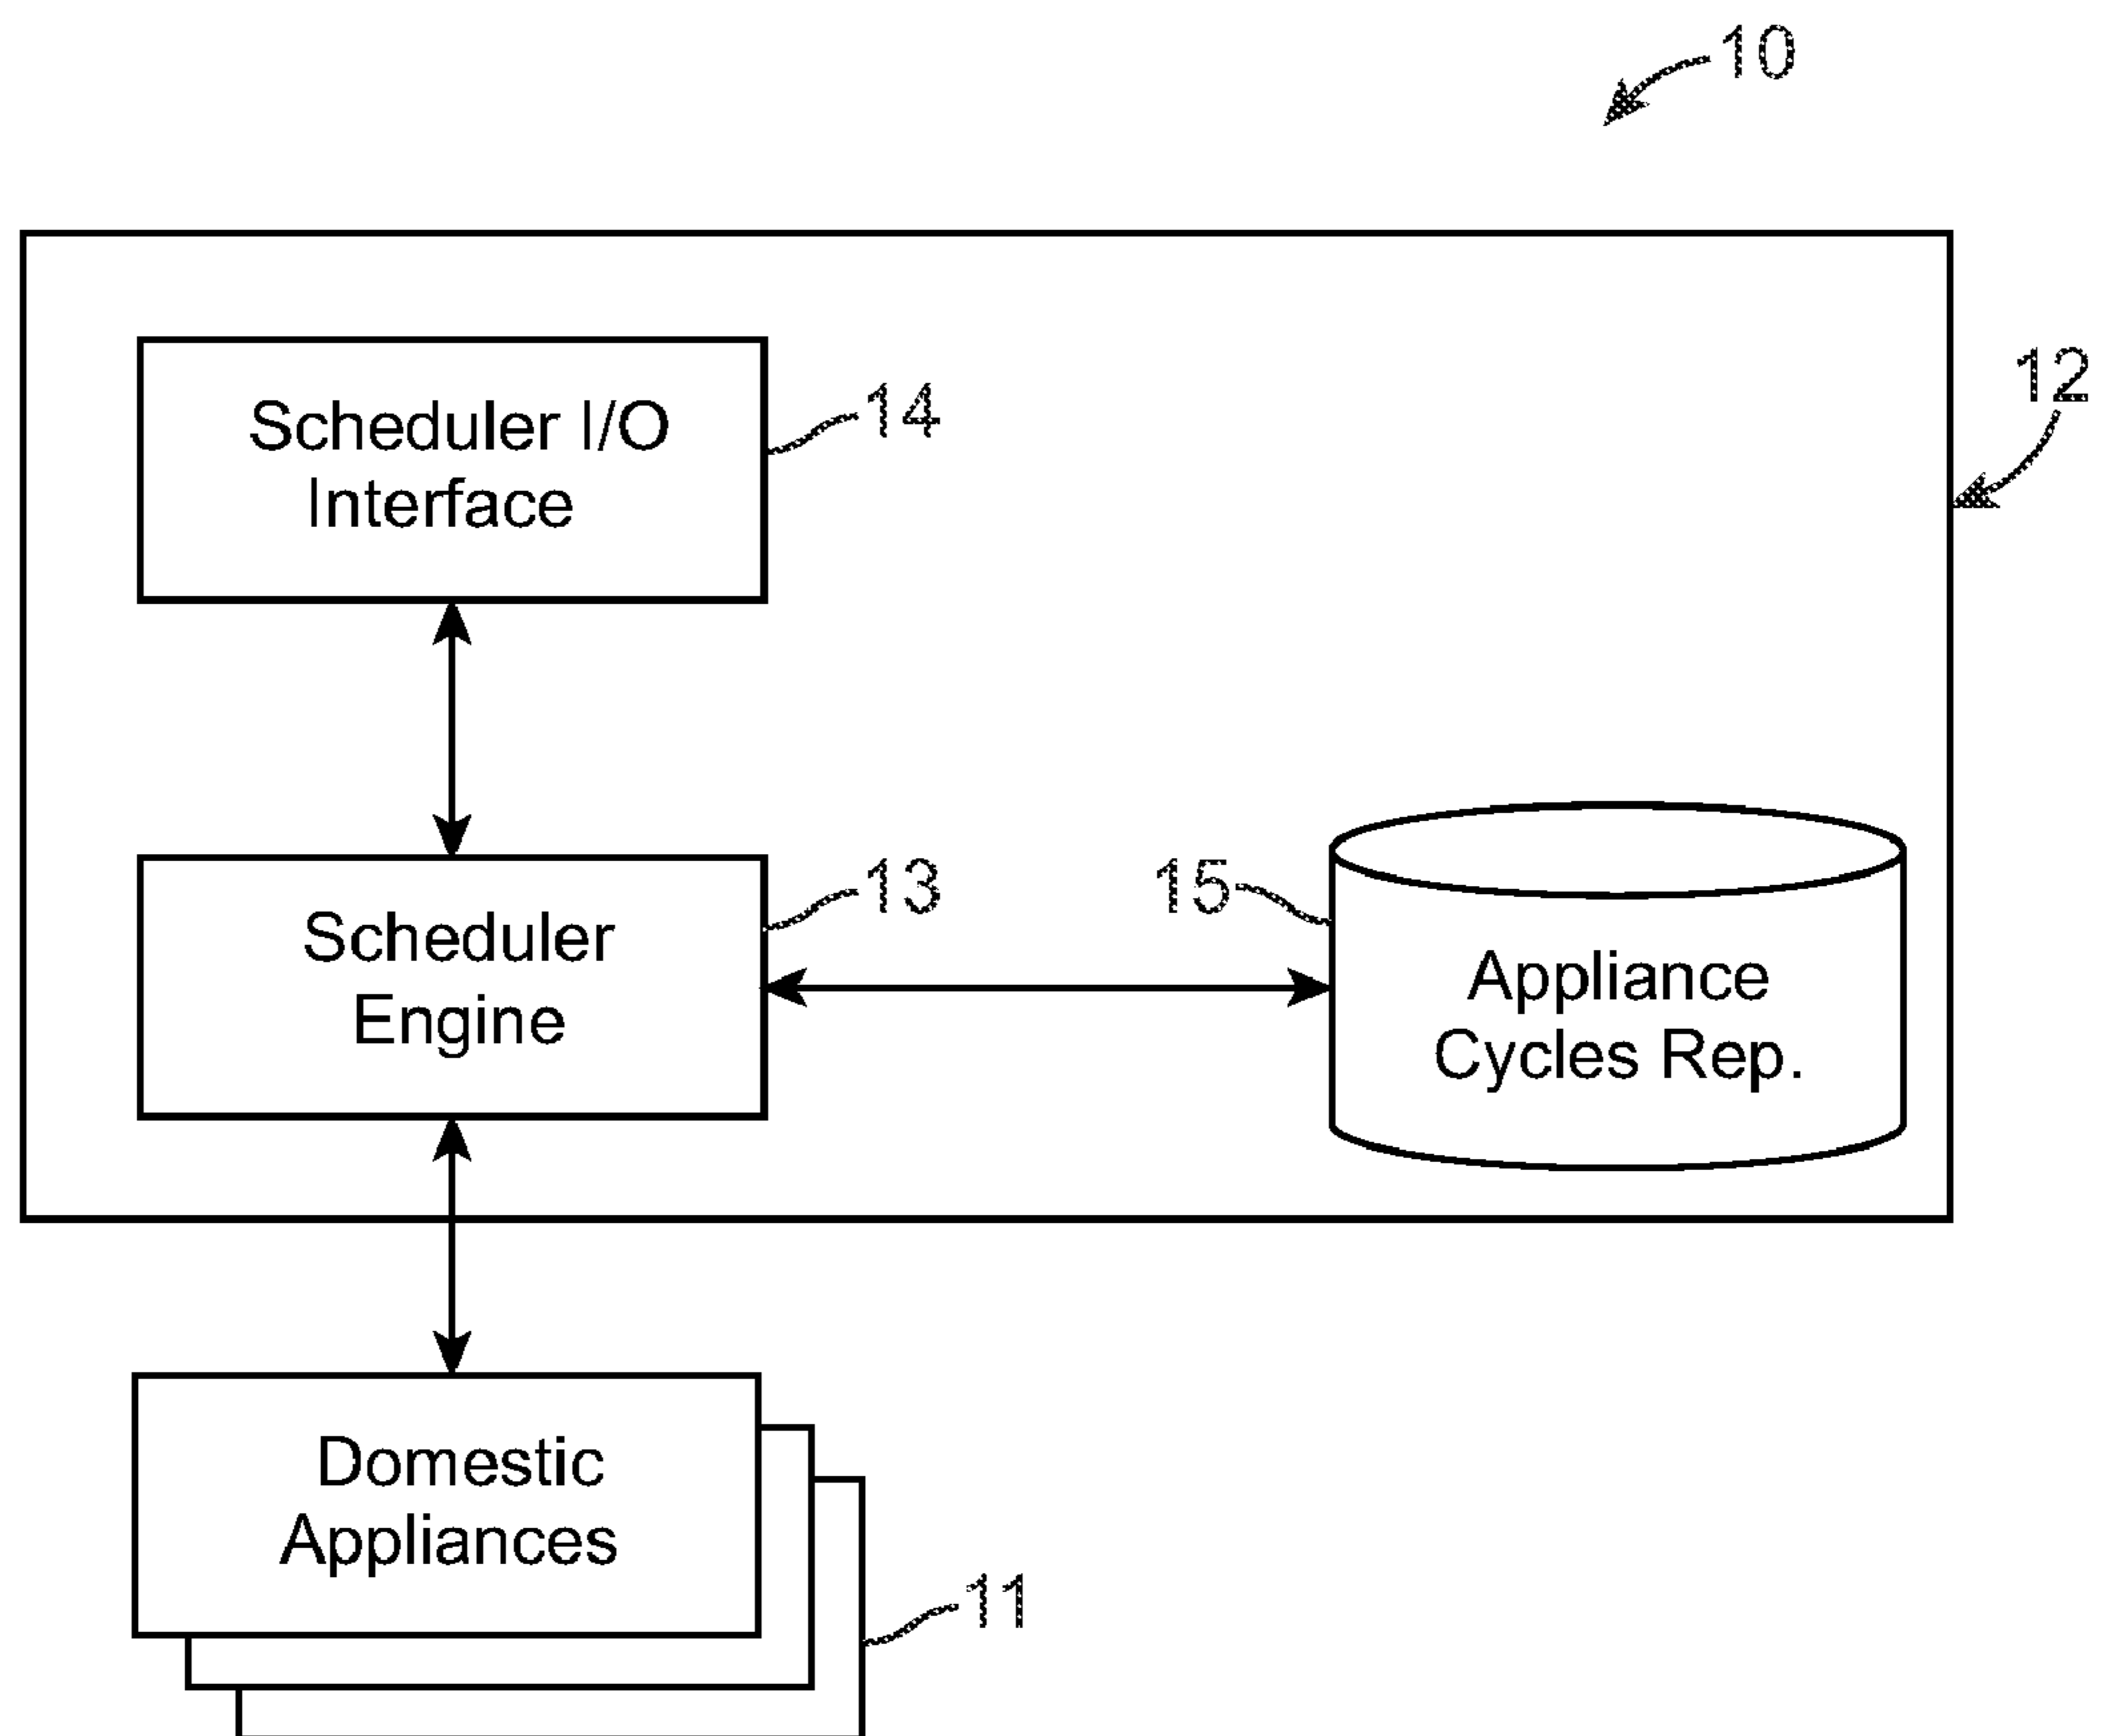 10
12
Scheduler I/O
Interface
14
Scheduler
Engine
13
15
Appliance
Cycles Rep.
Domestic
Appliances
11